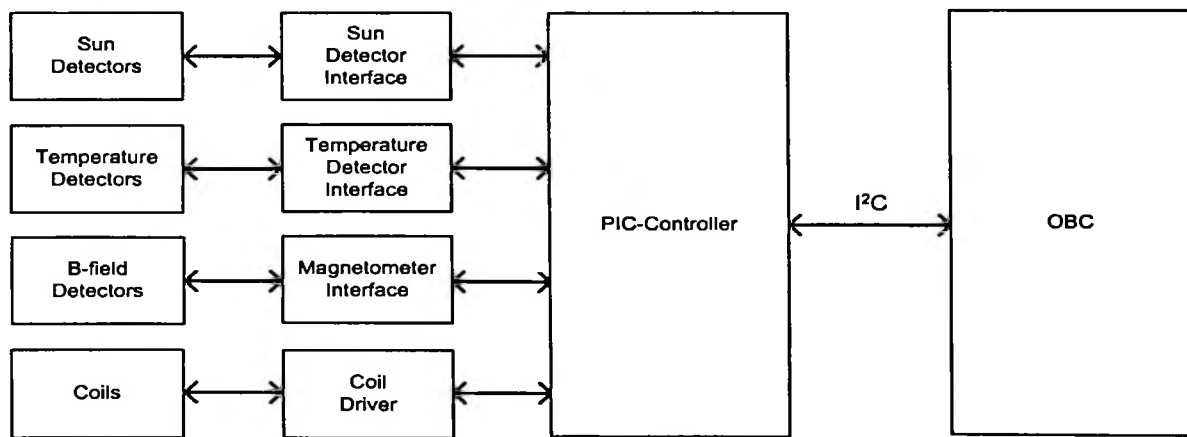 Sun
Detectors
Sun
Detector
Interface
Temperature
Detectors
Temperature
Detector
Interface
B-field
Detectors
Magnetometer
Interface
Coils
Coil
Driver
PIC-Controller
I²C
OBC